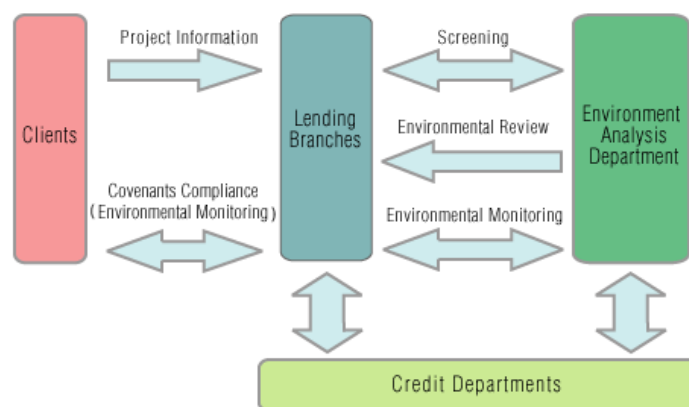 Project Information
Screening
Clients
Lending
Branches
Environment
Analysis
Department
Environmental Review
Covenants Compliance
(Environmental Monitoring)
Environmental Monitoring
Credit Departments